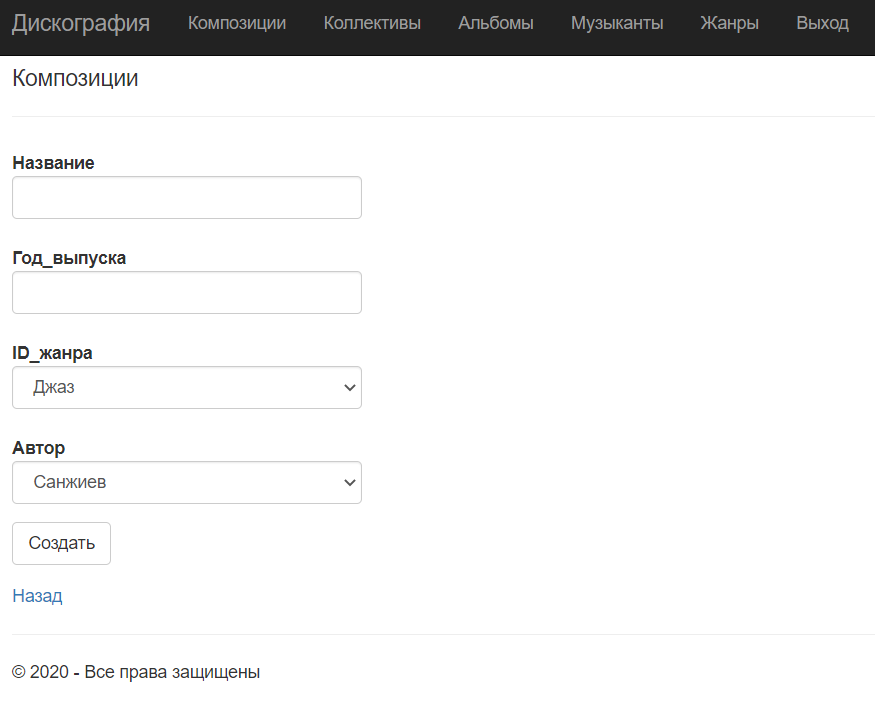 Дискография Композиции Коллективы Альбомы Музыканты Жанры Выход
Композиции
Название
Год_выпуска
ID_жанра
Джаз
Автор
Санжиев
Создать
Назад
© 2020 - Все права защищены